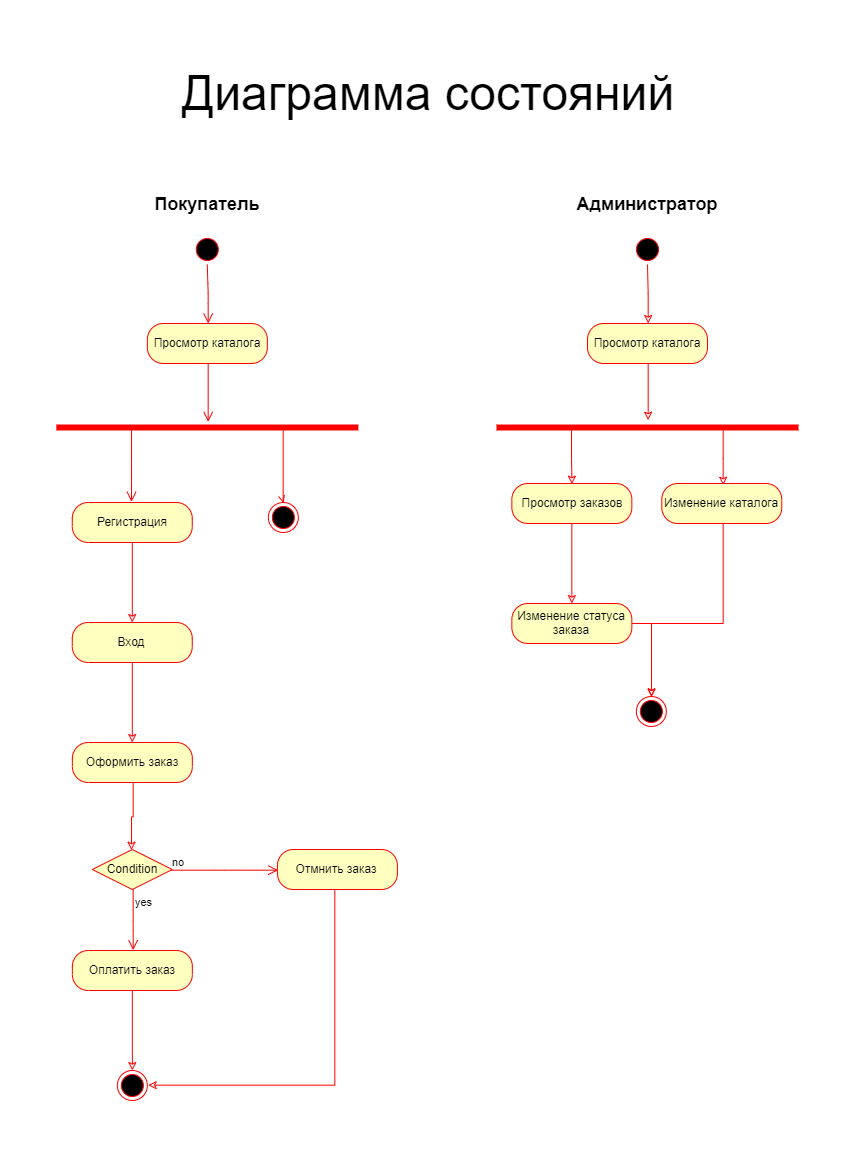 Диаграмма состояний
Покупатель
Администратор
Просмотр каталога
Просмотр каталога
Регистрация
Просмотр заказов
Изменение каталога
Вход
Изменение статуса
заказа
Оформить заказ
Condition
no
Отмнить заказ
yes
Оплатить заказ